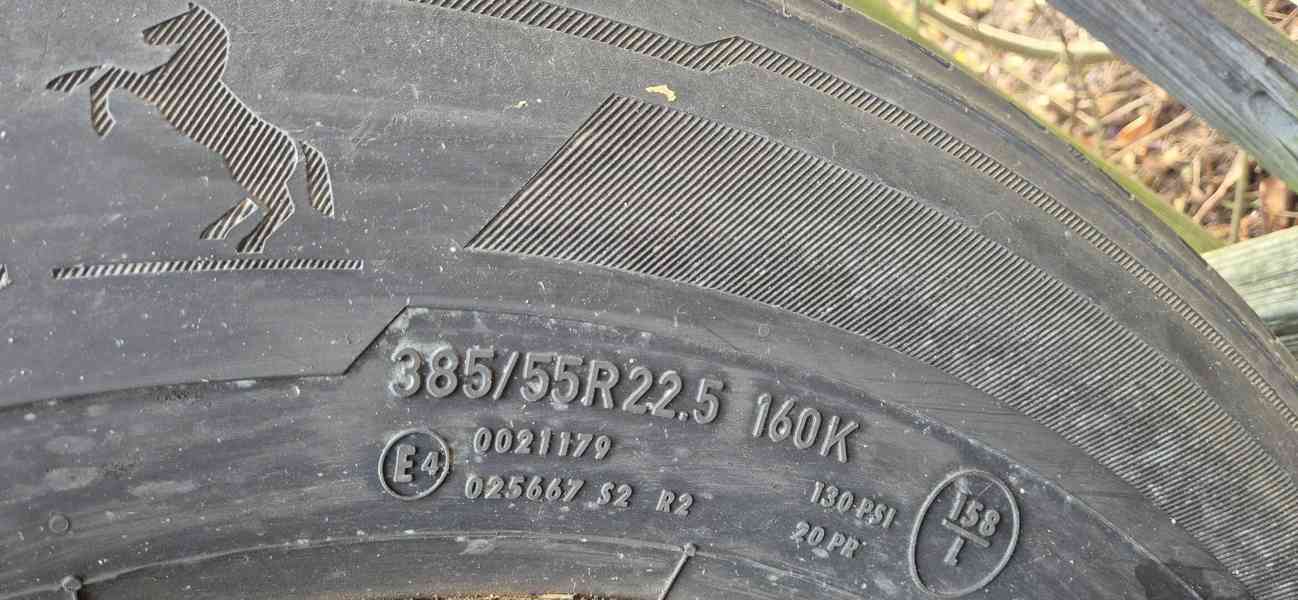 385/55R22.5 160K
E4
0021179
025667 S2 R2
130 PSI
20 PR
158
L